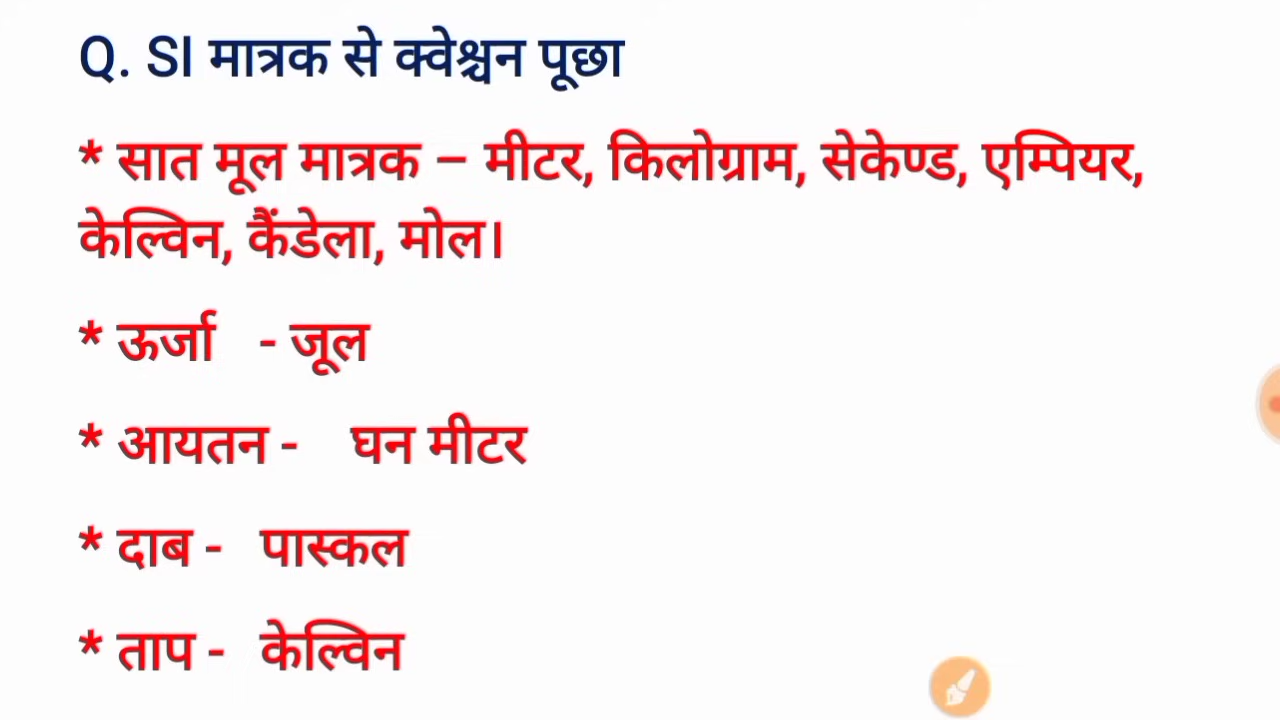 Q. SI मात्रक से क्वेश्चन पूछा
* सात मूल मात्रक – मीटर, किलोग्राम, सेकेण्ड, एम्पियर,
केल्विन, कैंडेला, मोल।
* ऊर्जा - जूल
* आयतन - घन मीटर
* दाब - पास्कल
* ताप - केल्विन